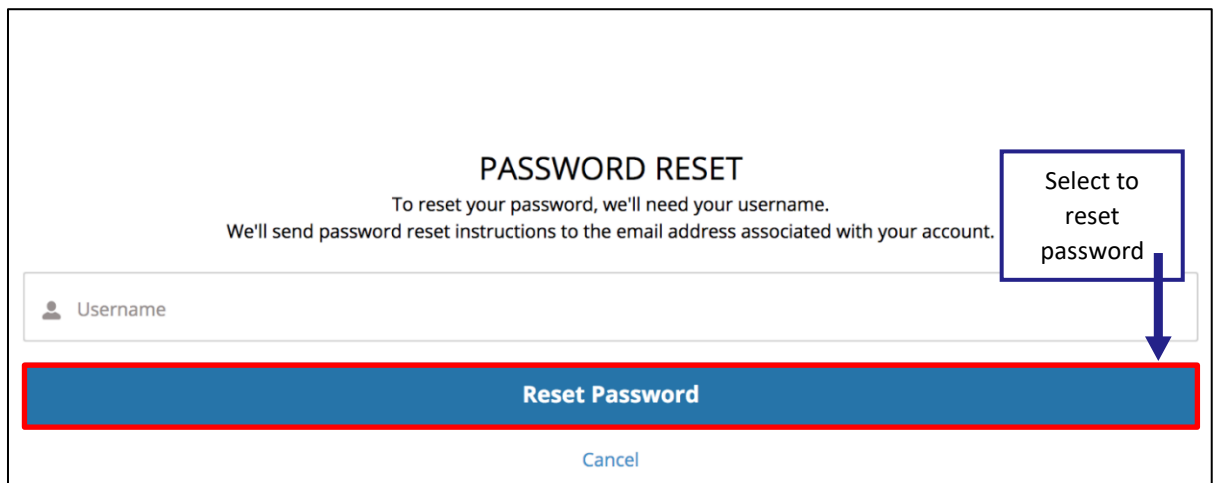 PASSWORD RESET
To reset your password, we'll need your username.
We'll send password reset instructions to the email address associated with your account.
Select to
reset
password
Username
Reset Password
Cancel